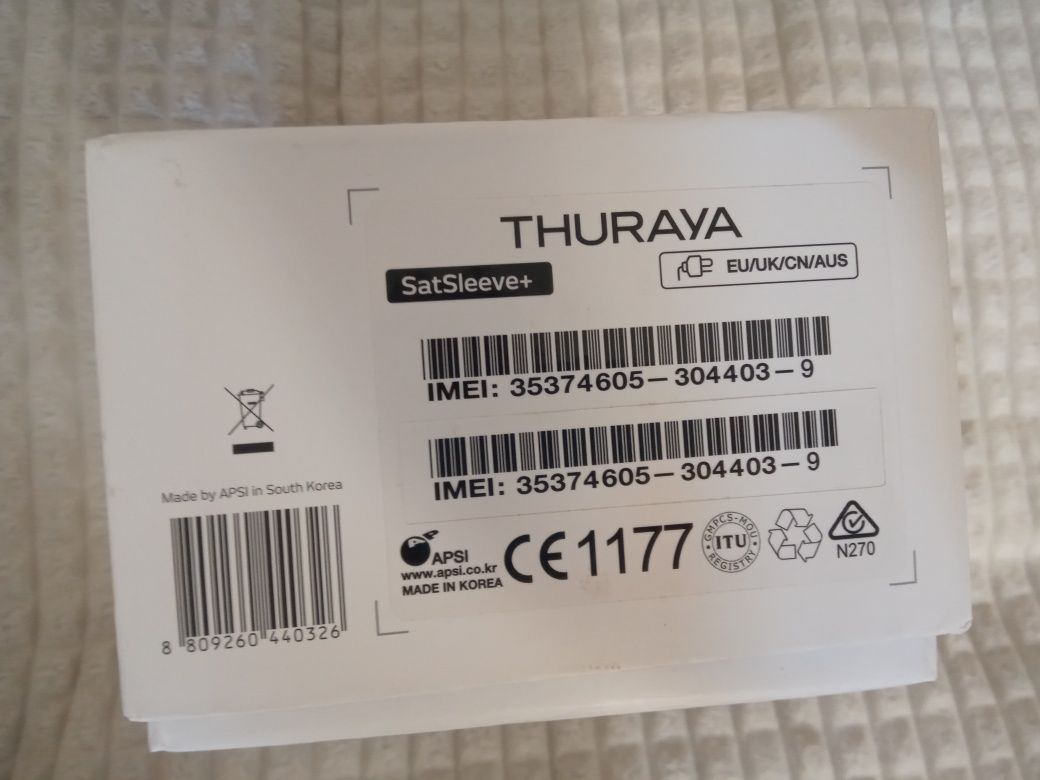 THURAYA
SatSleeve+
EU/UK/CN/AUS
IMEI: 35374605-304403-9
IMEI: 35374605-304403-9
Made by APSI in South Korea
8 809260 440326
APSI
www.apsi.co.kr
MADE IN KOREA
CE1177
GMPCS-MOU
ITU
REGISTRY
N270